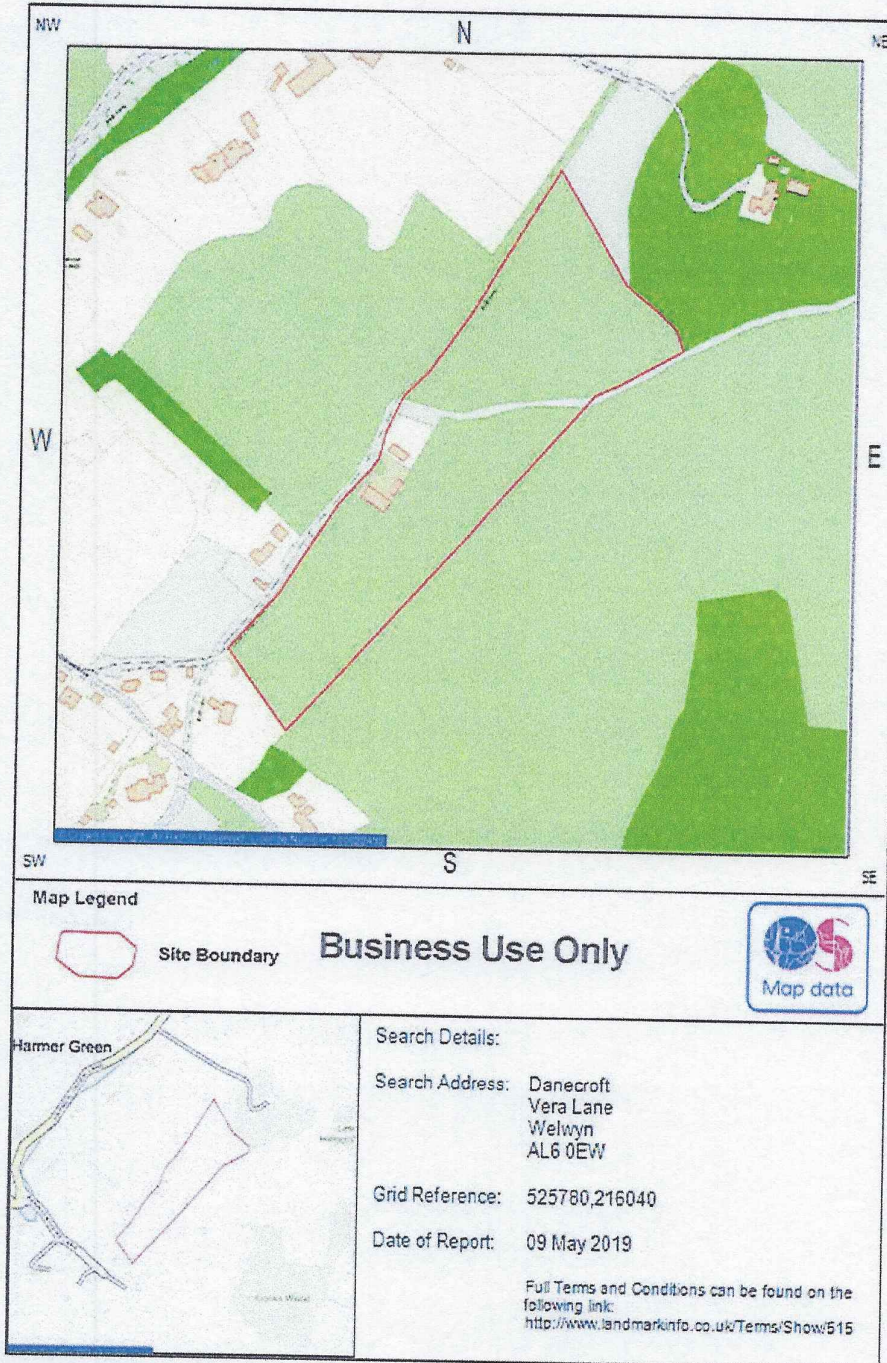 NW
N
NE
W
E
SW
S
SE
Map Legend
Site Boundary
Business Use Only
OS
Map data
Harmer Green
Search Details:
Search Address: Danecroft
Vera Lane
Welwyn
AL6 0EW
Grid Reference: 525780,216040
Date of Report: 09 May 2019
Full Terms and Conditions can be found on the
following link:
http://www.landmarkinfo.co.uk/Terms/Show/515